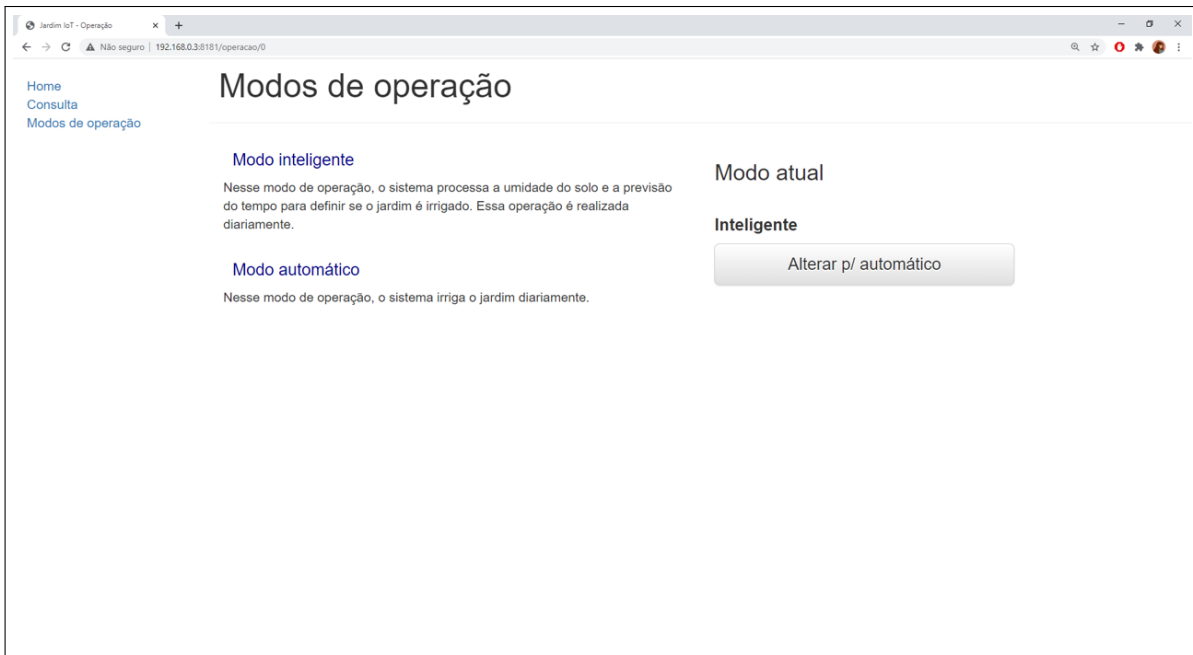 Jardim IoT - Operação
Não seguro | 192.168.0.3:8181/operacao/0
Home
Consulta
Modos de operação
Modos de operação
Modo inteligente
Nesse modo de operação, o sistema processa a umidade do solo e a previsão
do tempo para definir se o jardim é irrigado. Essa operação é realizada
diariamente.
Modo automático
Nesse modo de operação, o sistema irriga o jardim diariamente.
Modo atual
Inteligente
Alterar p/ automático